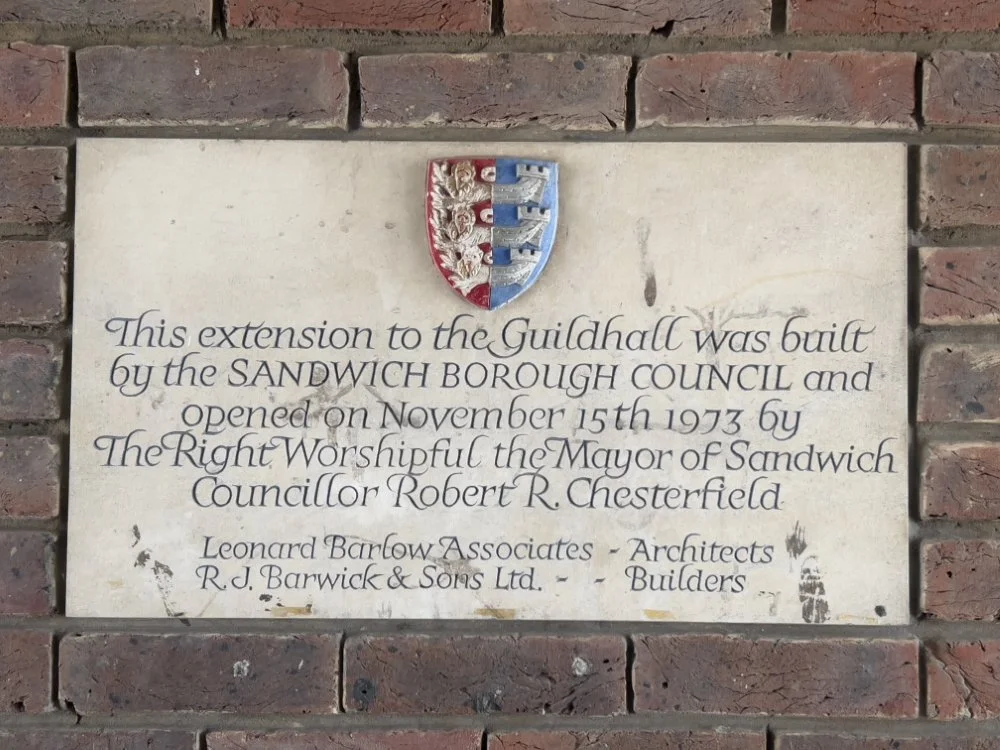 This extension to the Guildhall was built
by the SANDWICH BOROUGH COUNCIL and
opened on November 15th 1973 by
The Right Worshipful the Mayor of Sandwich
Councillor Robert R. Chesterfield
Leonard Barlow Associates - Architects
R. J. Barwick & Sons Ltd. - - Builders